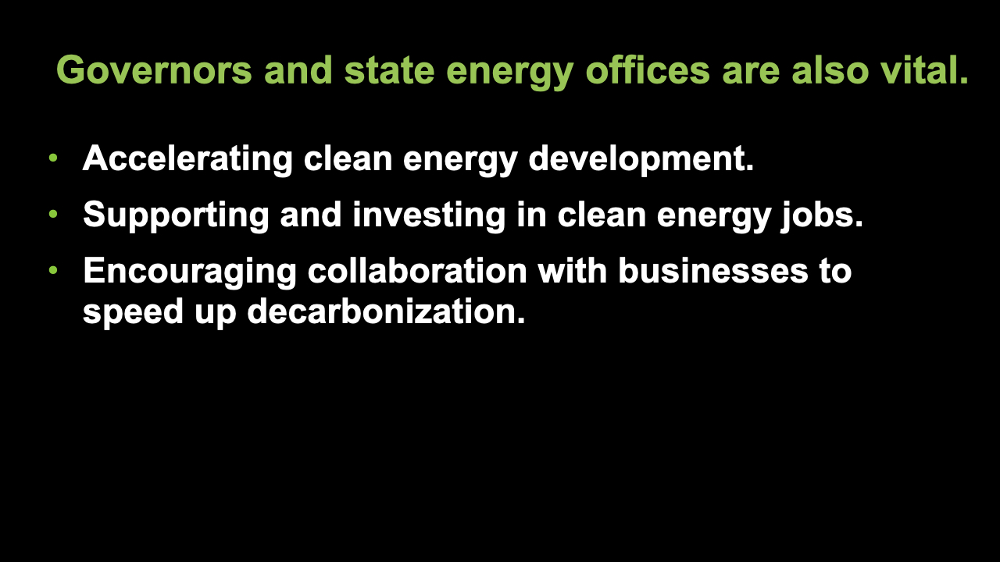 Governors and state energy offices are also vital.
• Accelerating clean energy development.
• Supporting and investing in clean energy jobs.
• Encouraging collaboration with businesses to
speed up decarbonization.